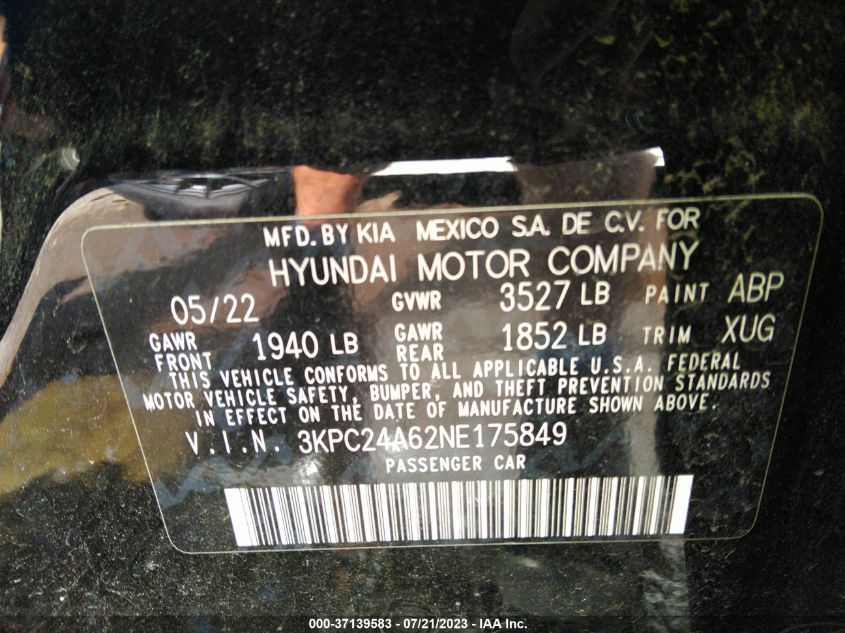 MFD. BY KIA MEXICO S.A. DE C.V. FOR
HYUNDAI MOTOR COMPANY
05/22 GVWR 3527 LB PAINT ABP
GAWR FRONT 1940 LB GAWR REAR 1852 LB TRIM XUG
THIS VEHICLE CONFORMS TO ALL APPLICABLE U.S.A. FEDERAL
MOTOR VEHICLE SAFETY, BUMPER, AND THEFT PREVENTION STANDARDS
IN EFFECT ON THE DATE OF MANUFACTURE SHOWN ABOVE.
V.I.N. 3KPC24A62NE175849
PASSENGER CAR
000-37139583 - 07/21/2023 - IAA Inc.